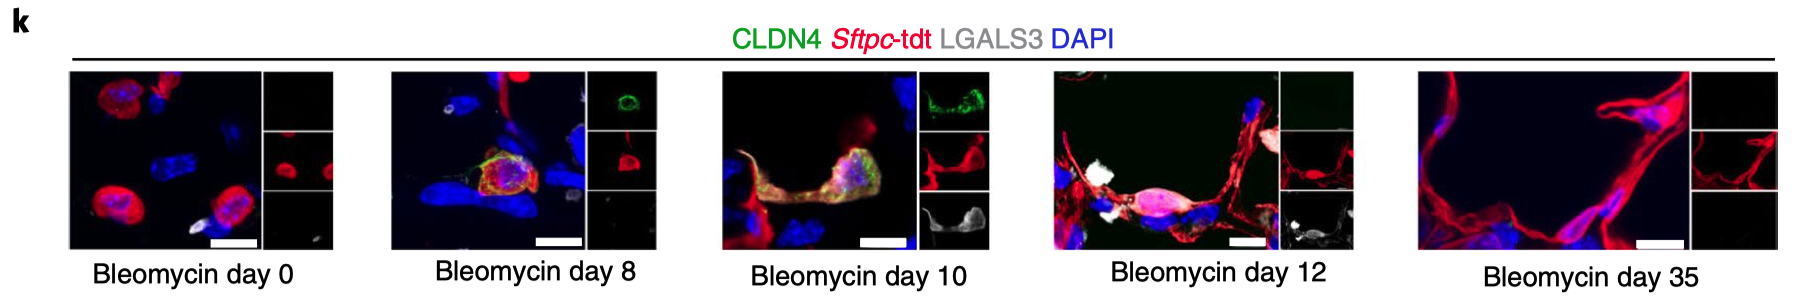 k
CLDN4 Sftpc-tdt LGALS3 DAPI
Bleomycin day 0
Bleomycin day 8
Bleomycin day 10
Bleomycin day 12
Bleomycin day 35